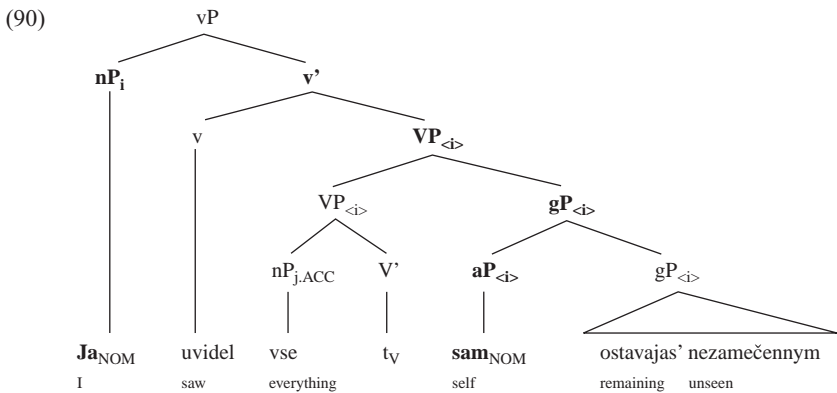 (90) vP
nPi v’
v VP<i>
VP<i> gP<i>
nPj.ACC V’ aP<i> gP<i>
JaNOM uvidel vse tV samNOM ostavajas’ nezamečennym
I saw everything self remaining unseen